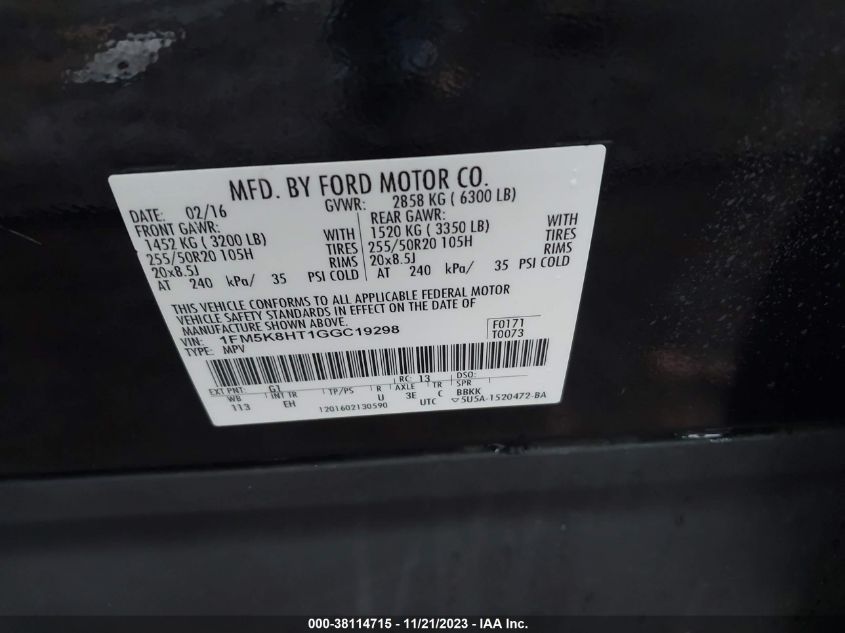 MFD. BY FORD MOTOR CO.
DATE: 02/16 GVWR: 2858 KG ( 6300 LB)
FRONT GAWR: REAR GAWR:
1452 KG ( 3200 LB) WITH 1520 KG ( 3350 LB) WITH
255/50R20 105H TIRES 255/50R20 105H TIRES
20x8.5J RIMS 20x8.5J RIMS
AT 240 kPa/ 35 PSI COLD AT 240 kPa/ 35 PSI COLD
THIS VEHICLE CONFORMS TO ALL APPLICABLE FEDERAL MOTOR
VEHICLE SAFETY STANDARDS IN EFFECT ON THE DATE OF
MANUFACTURE SHOWN ABOVE.
VIN: 1FM5K8HT1GGC19298 F0171
TYPE: MPV T0073
EXT PNT: G1 RC: 13 DSO:
WB INT TR TP/PS R AXLE TR SPR
113 EH U 3E C BBKK
1201602130590 UTC ▽5U5A-1520472-BA
000-38114715 - 11/21/2023 - Copyright © IAA, Inc.